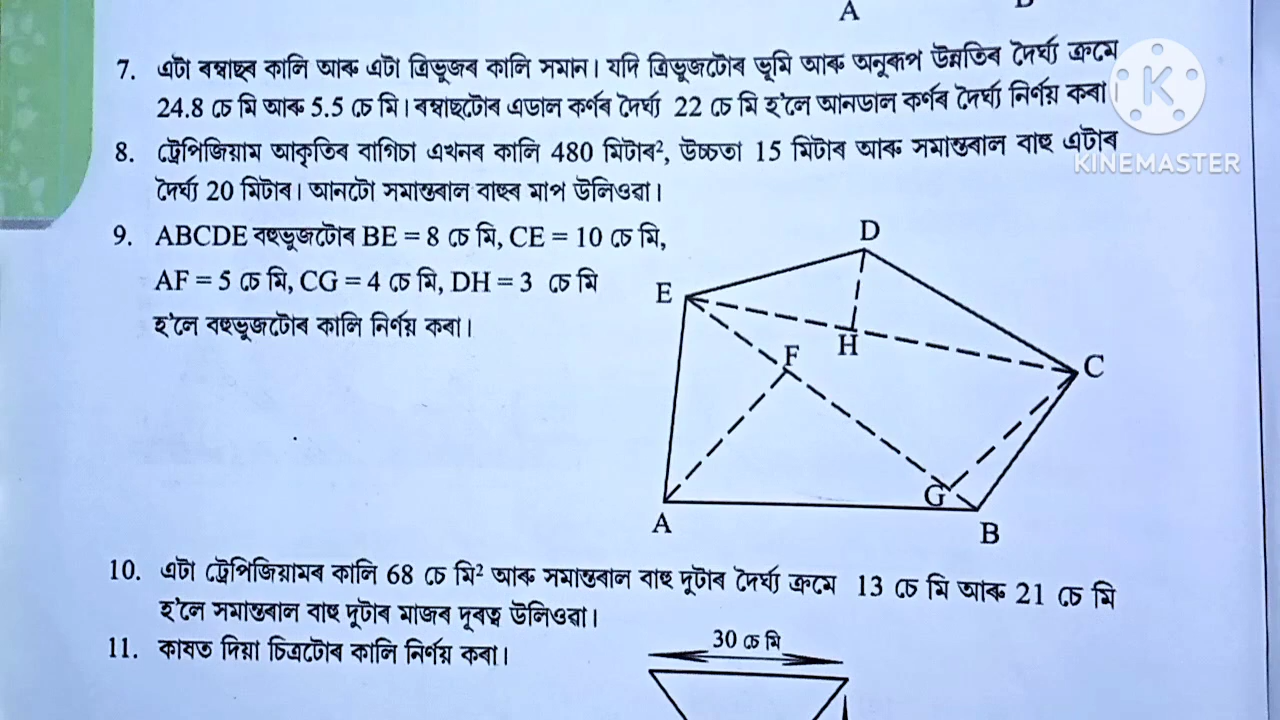 A B
7. এটা ৰম্বাছৰ কালি আৰু এটা ত্ৰিভূজৰ কালি সমান। যদি ত্ৰিভূজটোৰ ভূমি আৰু অনুৰূপ উন্নতিৰ দৈৰ্ঘ্য ক্ৰমে
24.8 চে মি আৰু 5.5 চে মি। ৰম্বাছটোৰ এডাল কৰ্ণৰ দৈৰ্ঘ্য 22 চে মি হ'লে আনডাল কৰ্ণৰ দৈৰ্ঘ্য নিৰ্ণয় কৰা।
K
KINEMASTER
8. ট্ৰেপিজিয়াম আকৃতিৰ বাগিচা এখনৰ কালি 480 মিটাৰ², উচ্চতা 15 মিটাৰ আৰু সমান্তৰাল বাহু এটাৰ
দৈৰ্ঘ্য 20 মিটাৰ। আনটো সমান্তৰাল বাহুৰ মাপ উলিওৱা।
9. ABCDE বহুভূজটোৰ BE = 8 চে মি, CE = 10 চে মি,
AF = 5 চে মি, CG = 4 চে মি, DH = 3 চে মি
হ'লে বহুভূজটোৰ কালি নিৰ্ণয় কৰা।
D
E
H
F
C
G
A
B
10. এটা ট্ৰেপিজিয়ামৰ কালি 68 চে মি² আৰু সমান্তৰাল বাহু দুটাৰ দৈৰ্ঘ্য ক্ৰমে 13 চে মি আৰু 21 চে মি
হ'লে সমান্তৰাল বাহু দুটাৰ মাজৰ দূৰত্ব উলিওৱা।
11. কাষত দিয়া চিত্ৰটোৰ কালি নিৰ্ণয় কৰা।
30 চে মি